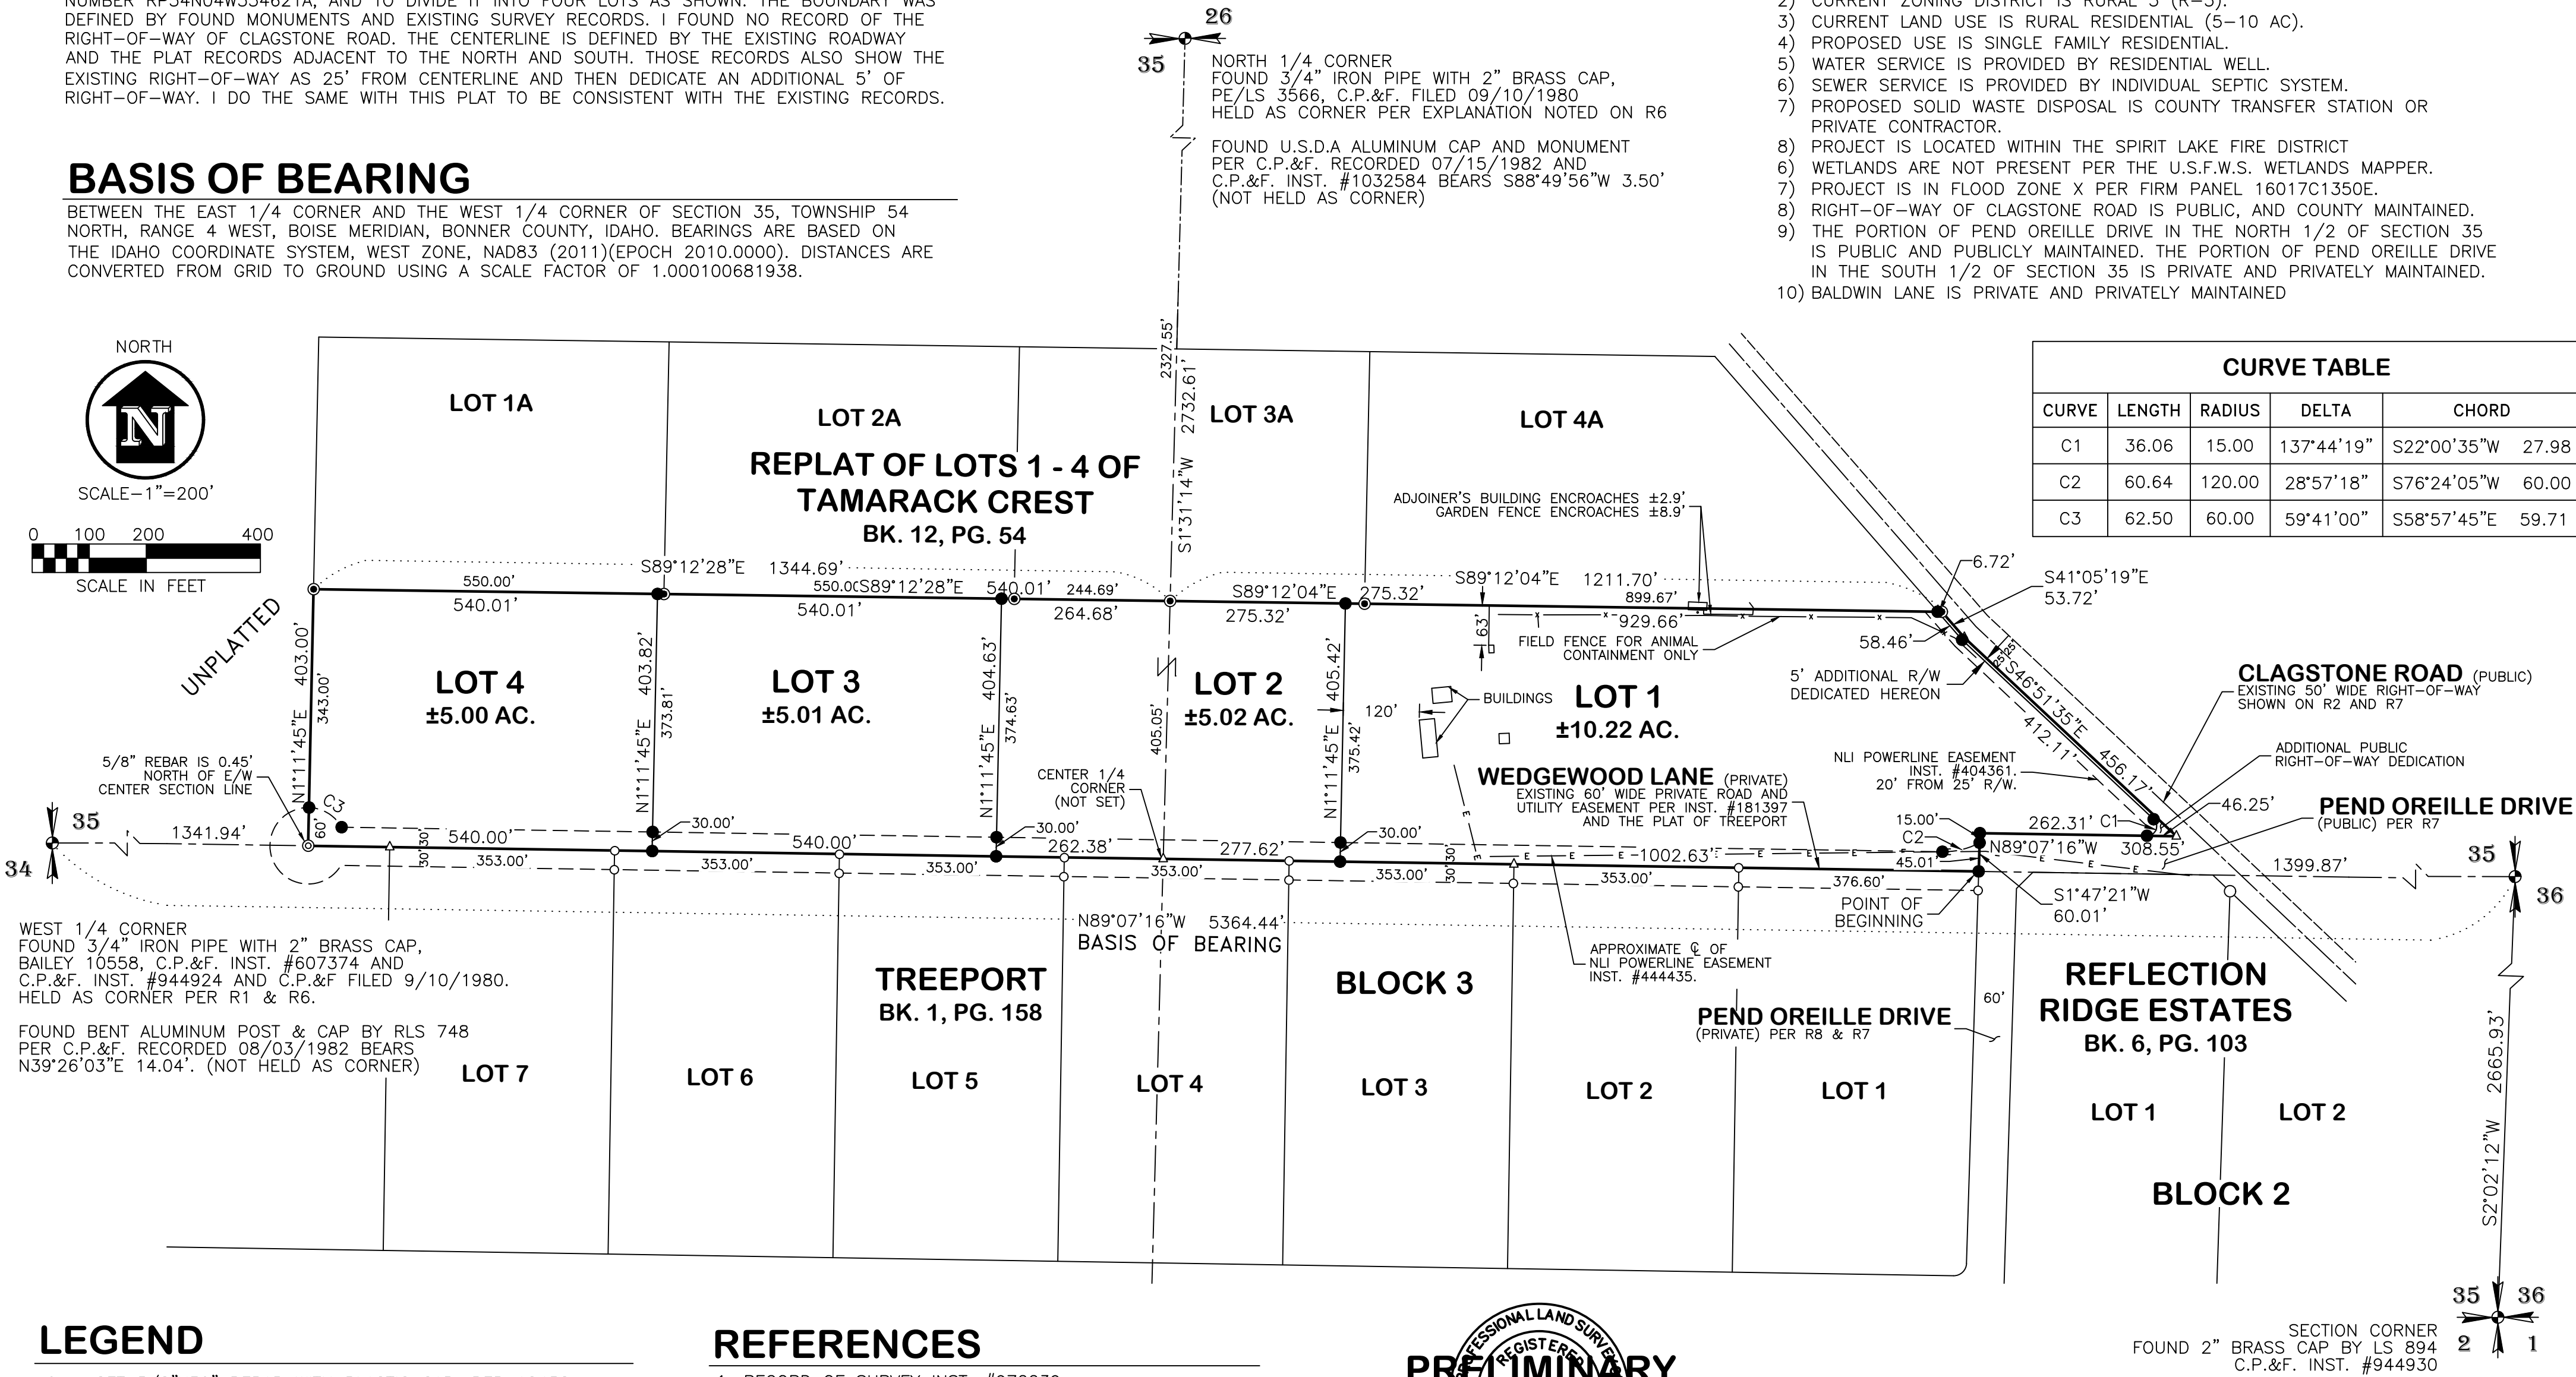 NUMBER RP54N04W354621A, AND TO DIVIDE IT INTO FOUR LOTS AS SHOWN. THE BOUNDARY WAS
DEFINED BY FOUND MONUMENTS AND EXISTING SURVEY RECORDS. I FOUND NO RECORD OF THE
RIGHT-OF-WAY OF CLAGSTONE ROAD. THE CENTERLINE IS DEFINED BY THE EXISTING ROADWAY
AND THE PLAT RECORDS ADJACENT TO THE NORTH AND SOUTH. THOSE RECORDS ALSO SHOW THE
EXISTING RIGHT-OF-WAY AS 25' FROM CENTERLINE AND THEN DEDICATE AN ADDITIONAL 5' OF
RIGHT-OF-WAY. I DO THE SAME WITH THIS PLAT TO BE CONSISTENT WITH THE EXISTING RECORDS.
BASIS OF BEARING
BETWEEN THE EAST 1/4 CORNER AND THE WEST 1/4 CORNER OF SECTION 35, TOWNSHIP 54
NORTH, RANGE 4 WEST, BOISE MERIDIAN, BONNER COUNTY, IDAHO. BEARINGS ARE BASED ON
THE IDAHO COORDINATE SYSTEM, WEST ZONE, NAD83 (2011)(EPOCH 2010.0000). DISTANCES ARE
CONVERTED FROM GRID TO GROUND USING A SCALE FACTOR OF 1.000100681938.
26
35
NORTH 1/4 CORNER
FOUND 3/4" IRON PIPE WITH 2" BRASS CAP,
PE/LS 3566, C.P.&F. FILED 09/10/1980
HELD AS CORNER PER EXPLANATION NOTED ON R6
FOUND U.S.D.A ALUMINUM CAP AND MONUMENT
PER C.P.&F. RECORDED 07/15/1982 AND
C.P.&F. INST. #1032584 BEARS S88°49'56"W 3.50'
(NOT HELD AS CORNER)
2) CURRENT ZONING DISTRICT IS RURAL 5 (R-5).
3) CURRENT LAND USE IS RURAL RESIDENTIAL (5-10 AC).
4) PROPOSED USE IS SINGLE FAMILY RESIDENTIAL.
5) WATER SERVICE IS PROVIDED BY RESIDENTIAL WELL.
6) SEWER SERVICE IS PROVIDED BY INDIVIDUAL SEPTIC SYSTEM.
7) PROPOSED SOLID WASTE DISPOSAL IS COUNTY TRANSFER STATION OR
PRIVATE CONTRACTOR.
8) PROJECT IS LOCATED WITHIN THE SPIRIT LAKE FIRE DISTRICT
6) WETLANDS ARE NOT PRESENT PER THE U.S.F.W.S. WETLANDS MAPPER.
7) PROJECT IS IN FLOOD ZONE X PER FIRM PANEL 16017C1350E.
8) RIGHT-OF-WAY OF CLAGSTONE ROAD IS PUBLIC, AND COUNTY MAINTAINED.
9) THE PORTION OF PEND OREILLE DRIVE IN THE NORTH 1/2 OF SECTION 35
IS PUBLIC AND PUBLICLY MAINTAINED. THE PORTION OF PEND OREILLE DRIVE
IN THE SOUTH 1/2 OF SECTION 35 IS PRIVATE AND PRIVATELY MAINTAINED.
10) BALDWIN LANE IS PRIVATE AND PRIVATELY MAINTAINED
NORTH
N
SCALE-1"=200'
0 100 200 400
SCALE IN FEET
CURVE TABLE
CURVE LENGTH RADIUS DELTA CHORD
C1 36.06 15.00 137°44'19" S22°00'35"W 27.98
C2 60.64 120.00 28°57'18" S76°24'05"W 60.00
C3 62.50 60.00 59°41'00" S58°57'45"E 59.71
LOT 1A
LOT 2A
LOT 3A
LOT 4A
REPLAT OF LOTS 1 - 4 OF
TAMARACK CREST
BK. 12, PG. 54
2327.55'
S1°31'14"W 2732.61'
ADJOINER'S BUILDING ENCROACHES ±2.9'
GARDEN FENCE ENCROACHES ±8.9'
S89°12'28"E 1344.69'
S89°12'04"E 1211.70'
550.00'
540.01'
S89°12'28"E 540.01'
540.01'
244.69'
264.68'
S89°12'04"E 275.32'
275.32'
899.67'
929.66'
6.72'
S41°05'19"E
53.72'
58.46'
63'
FIELD FENCE FOR ANIMAL
CONTAINMENT ONLY
UNPLATTED
N1°11'45"E 403.00'
343.00'
N1°11'45"E 403.82'
373.81'
N1°11'45"E 404.63'
374.63'
405.05'
N1°11'45"E 405.42'
375.42'
LOT 4
±5.00 AC.
LOT 3
±5.01 AC.
LOT 2
±5.02 AC.
LOT 1
±10.22 AC.
BUILDINGS
120'
5' ADDITIONAL R/W
DEDICATED HEREON
25' 25'
S46°51'35"E 456.17'
412.11'
CLAGSTONE ROAD (PUBLIC)
EXISTING 50' WIDE RIGHT-OF-WAY
SHOWN ON R2 AND R7
ADDITIONAL PUBLIC
RIGHT-OF-WAY DEDICATION
NLI POWERLINE EASEMENT
INST. #404361.
20' FROM 25' R/W.
WEDGEWOOD LANE (PRIVATE)
EXISTING 60' WIDE PRIVATE ROAD AND
UTILITY EASEMENT PER INST. #181397
AND THE PLAT OF TREEPORT
46.25'
PEND OREILLE DRIVE
(PUBLIC) PER R7
5/8" REBAR IS 0.45'
NORTH OF E/W
CENTER SECTION LINE
CENTER 1/4
CORNER
(NOT SET)
C3
60'
35
34
1341.94'
540.00'
30.00'
540.00'
30.00'
262.38'
277.62'
30.00'
1002.63'
15.00'
262.31' C1
C2
N89°07'16"W 308.55'
45.01'
1399.87'
35
36
30' 30'
353.00'
353.00'
353.00'
353.00'
353.00'
353.00'
30' 30'
376.60'
S1°47'21"W
60.01'
POINT OF
BEGINNING
N89°07'16"W 5364.44'
BASIS OF BEARING
WEST 1/4 CORNER
FOUND 3/4" IRON PIPE WITH 2" BRASS CAP,
BAILEY 10558, C.P.&F. INST. #607374 AND
C.P.&F. INST. #944924 AND C.P.&F FILED 9/10/1980.
HELD AS CORNER PER R1 & R6.
FOUND BENT ALUMINUM POST & CAP BY RLS 748
PER C.P.&F. RECORDED 08/03/1982 BEARS
N39°26'03"E 14.04'. (NOT HELD AS CORNER)
TREEPORT
BK. 1, PG. 158
BLOCK 3
APPROXIMATE ℄ OF
NLI POWERLINE EASEMENT
INST. #444435.
PEND OREILLE DRIVE
(PRIVATE) PER R8 & R7
60'
REFLECTION
RIDGE ESTATES
BK. 6, PG. 103
LOT 7
LOT 6
LOT 5
LOT 4
LOT 3
LOT 2
LOT 1
LOT 1
LOT 2
BLOCK 2
S2°02'12"W 2665.93'
LEGEND
REFERENCES
PROFESSIONAL LAND SURVEYOR
REGISTERED
PRELIMINARY
35 36
2 1
SECTION CORNER
FOUND 2" BRASS CAP BY LS 894
C.P.&F. INST. #944930